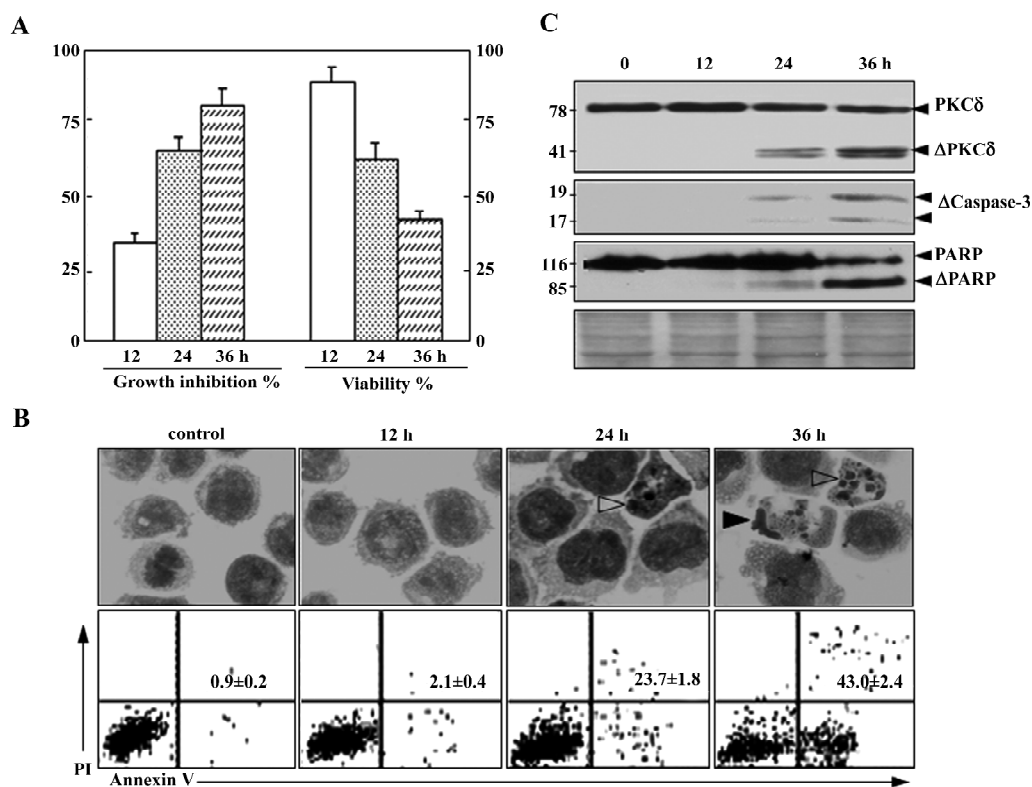 A
100 100
75 75
50 50
25 25
0 0
12 24 36 h 12 24 36 h
Growth inhibition % Viability %
C
0 12 24 36 h
78 PKCδ
41 ΔPKCδ
19 ΔCaspase-3
17
116 PARP
85 ΔPARP
B
control 12 h 24 h 36 h
0.9±0.2 2.1±0.4 23.7±1.8 43.0±2.4
PI
Annexin V